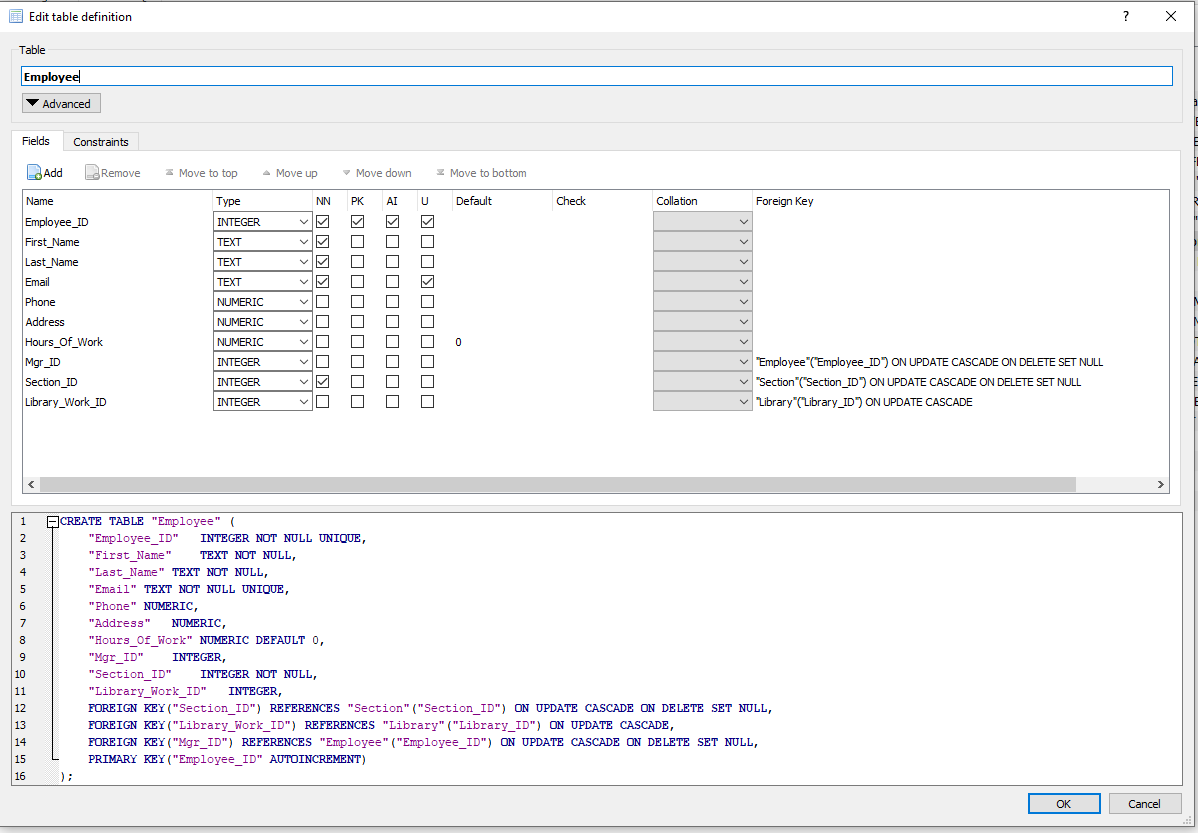 Edit table definition
?
Table
Employee
Advanced
Fields Constraints
Add Remove Move to top Move up Move down Move to bottom
Name Type NN PK AI U Default Check Collation Foreign Key
Employee_ID INTEGER
First_Name TEXT
Last_Name TEXT
Email TEXT
Phone NUMERIC
Address NUMERIC
Hours_Of_Work NUMERIC 0
Mgr_ID INTEGER "Employee"("Employee_ID") ON UPDATE CASCADE ON DELETE SET NULL
Section_ID INTEGER "Section"("Section_ID") ON UPDATE CASCADE ON DELETE SET NULL
Library_Work_ID INTEGER "Library"("Library_ID") ON UPDATE CASCADE
1 CREATE TABLE "Employee" (
2 "Employee_ID" INTEGER NOT NULL UNIQUE,
3 "First_Name" TEXT NOT NULL,
4 "Last_Name" TEXT NOT NULL,
5 "Email" TEXT NOT NULL UNIQUE,
6 "Phone" NUMERIC,
7 "Address" NUMERIC,
8 "Hours_Of_Work" NUMERIC DEFAULT 0,
9 "Mgr_ID" INTEGER,
10 "Section_ID" INTEGER NOT NULL,
11 "Library_Work_ID" INTEGER,
12 FOREIGN KEY("Section_ID") REFERENCES "Section"("Section_ID") ON UPDATE CASCADE ON DELETE SET NULL,
13 FOREIGN KEY("Library_Work_ID") REFERENCES "Library"("Library_ID") ON UPDATE CASCADE,
14 FOREIGN KEY("Mgr_ID") REFERENCES "Employee"("Employee_ID") ON UPDATE CASCADE ON DELETE SET NULL,
15 PRIMARY KEY("Employee_ID" AUTOINCREMENT)
16 );
OK Cancel